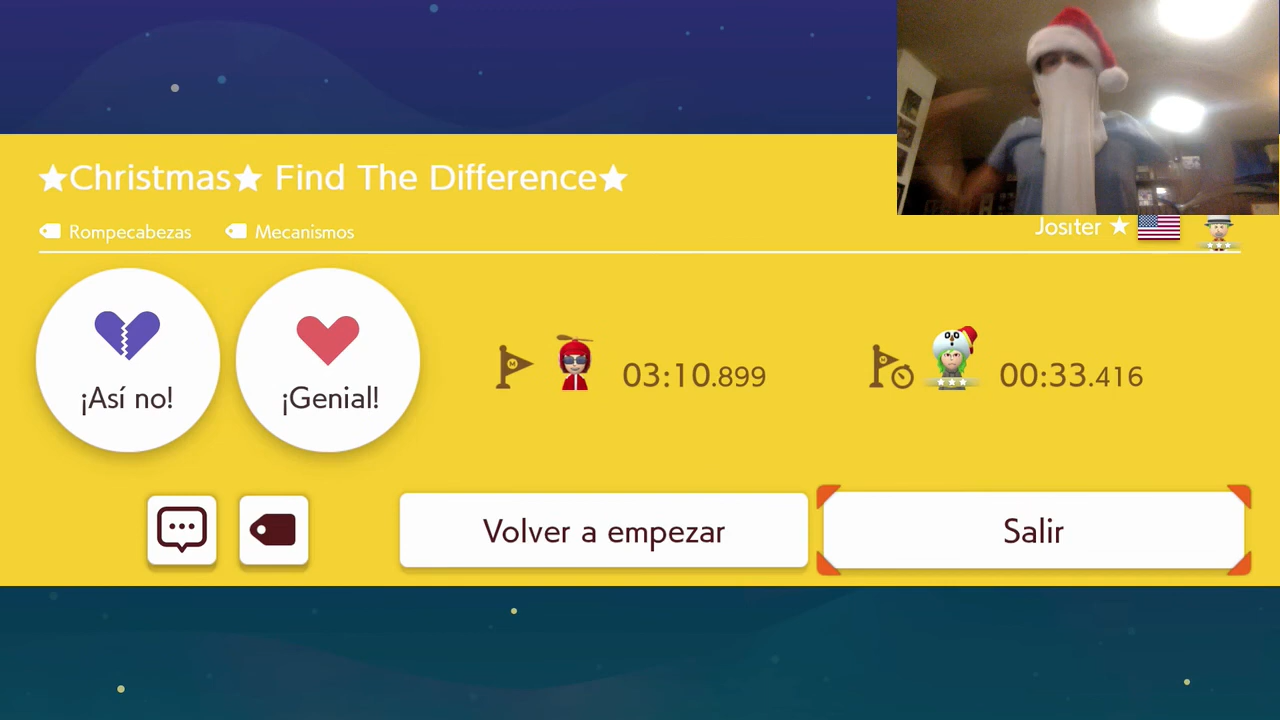 ★Christmas★ Find The Difference★
Rompecabezas Mecanismos
Jositer ★
¡Así no!
¡Genial!
M 03:10.899
M 00:33.416
Volver a empezar
Salir